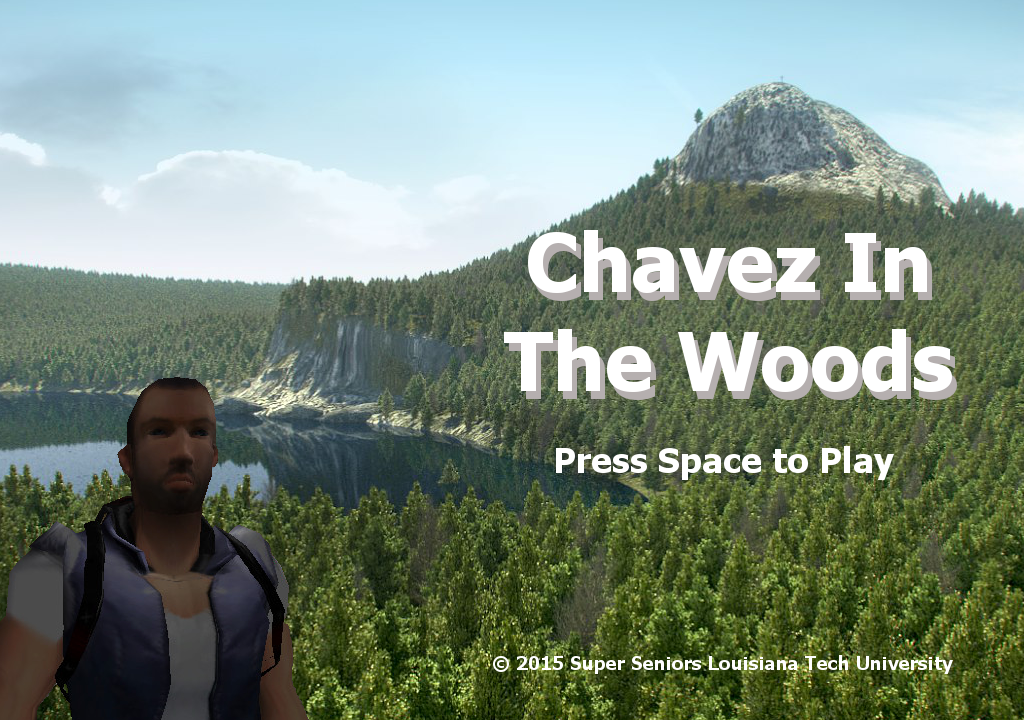 Chavez In
The Woods
Press Space to Play
© 2015 Super Seniors Louisiana Tech University